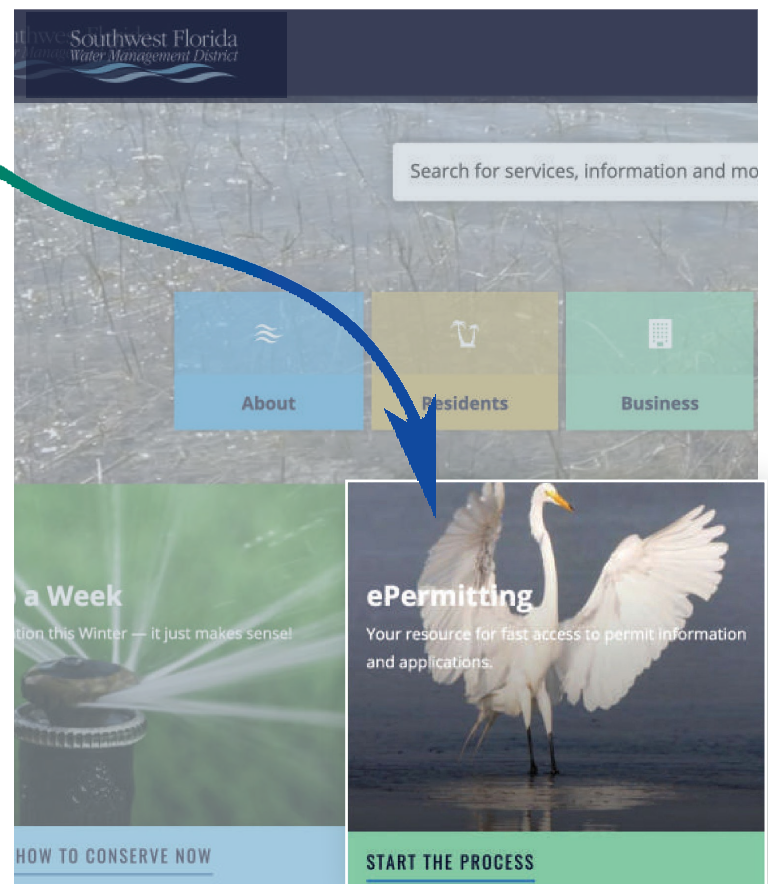 Southwest Florida
Water Management District
Search for services, information and mo
About
Residents
Business
a Week
tion this Winter — it just makes sense!
ePermitting
Your resource for fast access to permit information
and applications.
HOW TO CONSERVE NOW
START THE PROCESS